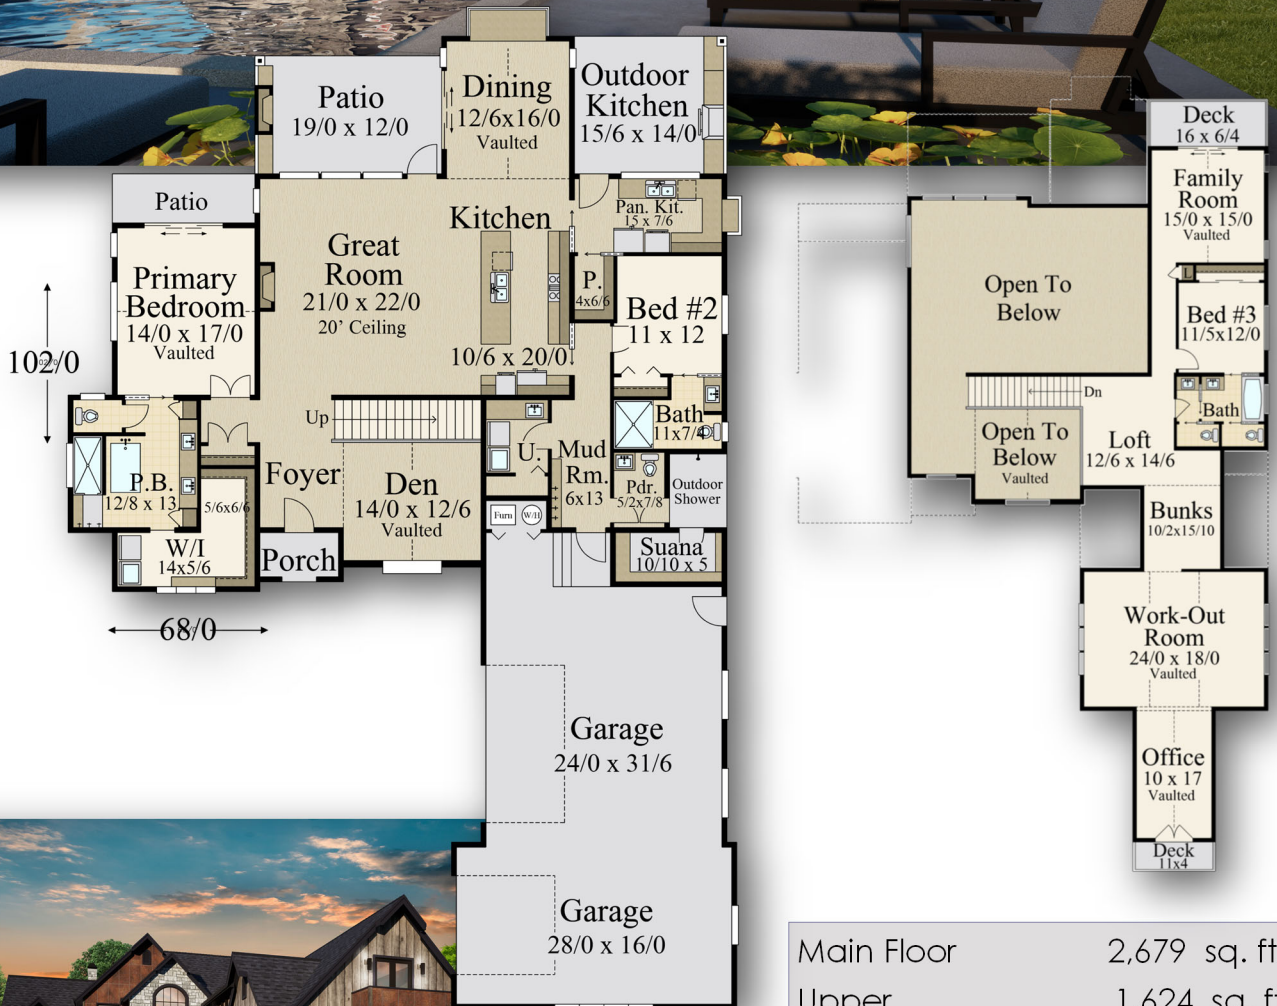 Dining
12/6x16/0
Vaulted
Patio
19/0 x 12/0
Outdoor
Kitchen
15/6 x 14/0
Patio
Kitchen
Pan. Kit.
15 x 7/6
Great
Room
21/0 x 22/0
20' Ceiling
Primary
Bedroom
14/0 x 17/0
Vaulted
P.
4x6/6
Bed #2
11 x 12
102/0
10/6 x 20/0
Up
Bath
11x7/4
U.
Mud
Rm.
6x13
Pdr.
5/2x7/8
Outdoor
Shower
Foyer
Den
14/0 x 12/6
Vaulted
P.B.
12/8 x 13
5/6x6/6
Furn
W/H
W/I
14x5/6
Porch
Suana
10/10 x 5
68/0
Garage
24/0 x 31/6
Garage
28/0 x 16/0
Deck
16 x 6/4
Family
Room
15/0 x 15/0
Vaulted
L
Open To
Below
Bed #3
11/5x12/0
Dn
Bath
Open To
Below
Vaulted
Loft
12/6 x 14/6
Bunks
10/2x15/10
Work-Out
Room
24/0 x 18/0
Vaulted
Office
10 x 17
Vaulted
Deck
11x4
Main Floor 2,679 sq. ft
Upper 1,624 sq. ft